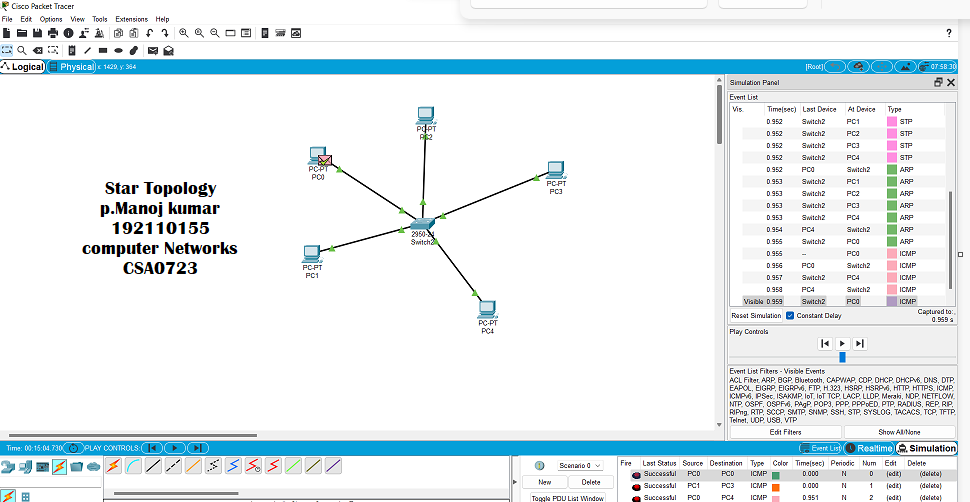 Cisco Packet Tracer
File Edit Options View Tools Extensions Help
?
Logical Physical x: 1429, y: 364 [Root] 07:58:30
Star Topology
p.Manoj kumar
192110155
computer Networks
CSA0723
PC-PT
PC2
PC-PT
PC0
PC-PT
PC3
2950-24
Switch2
PC-PT
PC1
PC-PT
PC4
Simulation Panel
Event List
Vis. Time(sec) Last Device At Device Type
0.952 Switch2 PC1 STP
0.952 Switch2 PC2 STP
0.952 Switch2 PC3 STP
0.952 Switch2 PC4 STP
0.952 PC0 Switch2 ARP
0.953 Switch2 PC1 ARP
0.953 Switch2 PC2 ARP
0.953 Switch2 PC3 ARP
0.953 Switch2 PC4 ARP
0.954 PC4 Switch2 ARP
0.955 Switch2 PC0 ARP
0.955 -- PC0 ICMP
0.956 PC0 Switch2 ICMP
0.957 Switch2 PC4 ICMP
0.958 PC4 Switch2 ICMP
Visible 0.959 Switch2 PC0 ICMP
Reset Simulation Constant Delay Captured to:
0.959 s
Play Controls
Event List Filters - Visible Events
ACL Filter, ARP, BGP, Bluetooth, CAPWAP, CDP, DHCP, DHCPv6, DNS, DTP,
EAPOL, EIGRP, EIGRPv6, FTP, H.323, HSRP, HSRPv6, HTTP, HTTPS, ICMP,
ICMPv6, IPSec, ISAKMP, IoT, IoT TCP, LACP, LLDP, Meraki, NDP, NETFLOW,
NTP, OSPF, OSPFv6, PAgP, POP3, PPP, PPPoED, PTP, RADIUS, REP, RIP,
RIPng, RTP, SCCP, SMTP, SNMP, SSH, STP, SYSLOG, TACACS, TCP, TFTP,
Telnet, UDP, USB, VTP
Edit Filters Show All/None
Time: 00:15:04.730 PLAY CONTROLS: Event List Realtime Simulation
Scenario 0
New Delete
Toggle PDU List Window
Fire Last Status Source Destination Type Color Time(sec) Periodic Num Edit Delete
Successful PC0 PC4 ICMP 0.000 N 0 (edit) (delete)
Successful PC1 PC3 ICMP 0.000 N 1 (edit) (delete)
Successful PC0 PC4 ICMP 0.951 N 2 (edit) (delete)